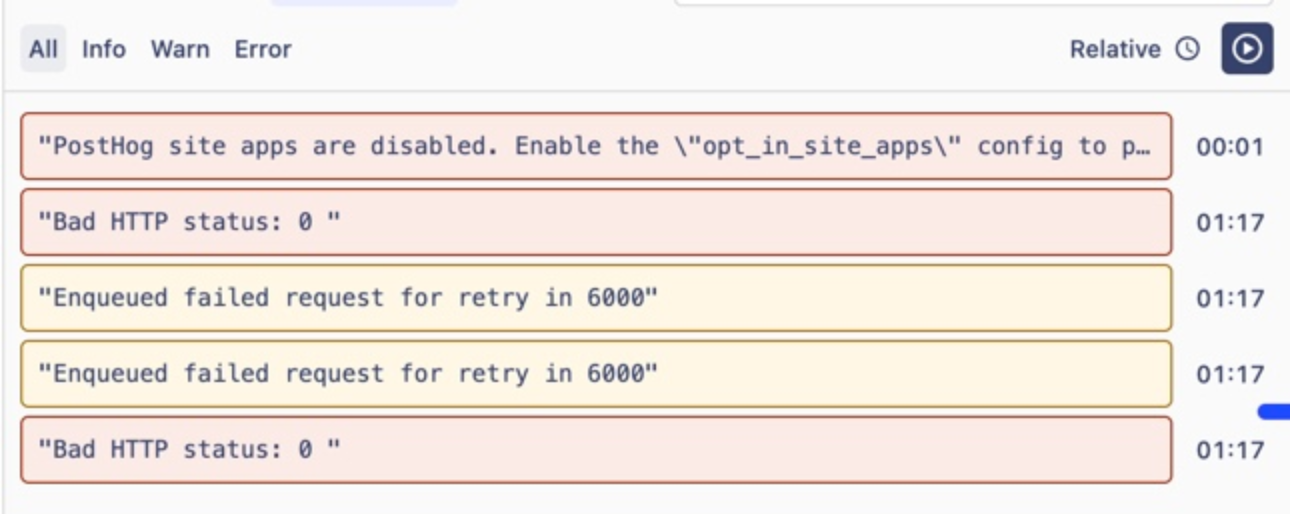 All Info Warn Error Relative
"PostHog site apps are disabled. Enable the \"opt_in_site_apps\" config to p… 00:01
"Bad HTTP status: 0 " 01:17
"Enqueued failed request for retry in 6000" 01:17
"Enqueued failed request for retry in 6000" 01:17
"Bad HTTP status: 0 " 01:17